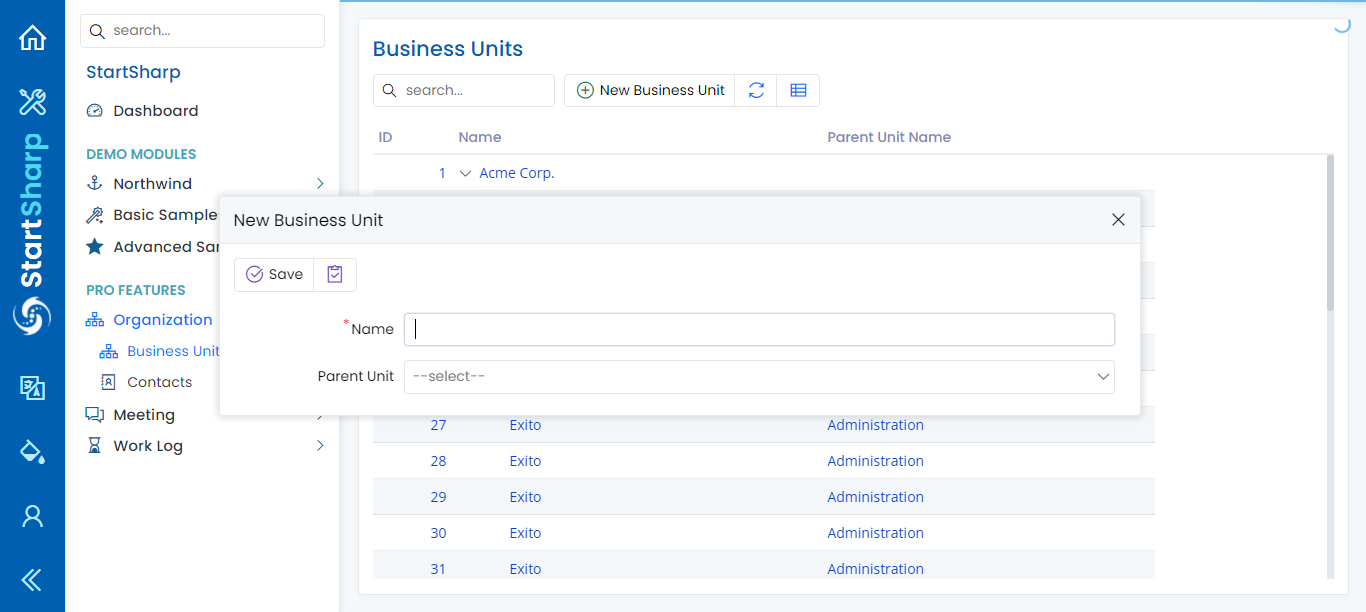 StartSharp
search...
StartSharp
Dashboard
DEMO MODULES
Northwind
Basic Sample
Advanced Sa
PRO FEATURES
Organization
Business Unit
Contacts
Meeting
Work Log
Business Units
search...
New Business Unit
ID Name Parent Unit Name
1 Acme Corp.
New Business Unit
Save
* Name
Parent Unit --select--
27 Exito Administration
28 Exito Administration
29 Exito Administration
30 Exito Administration
31 Exito Administration